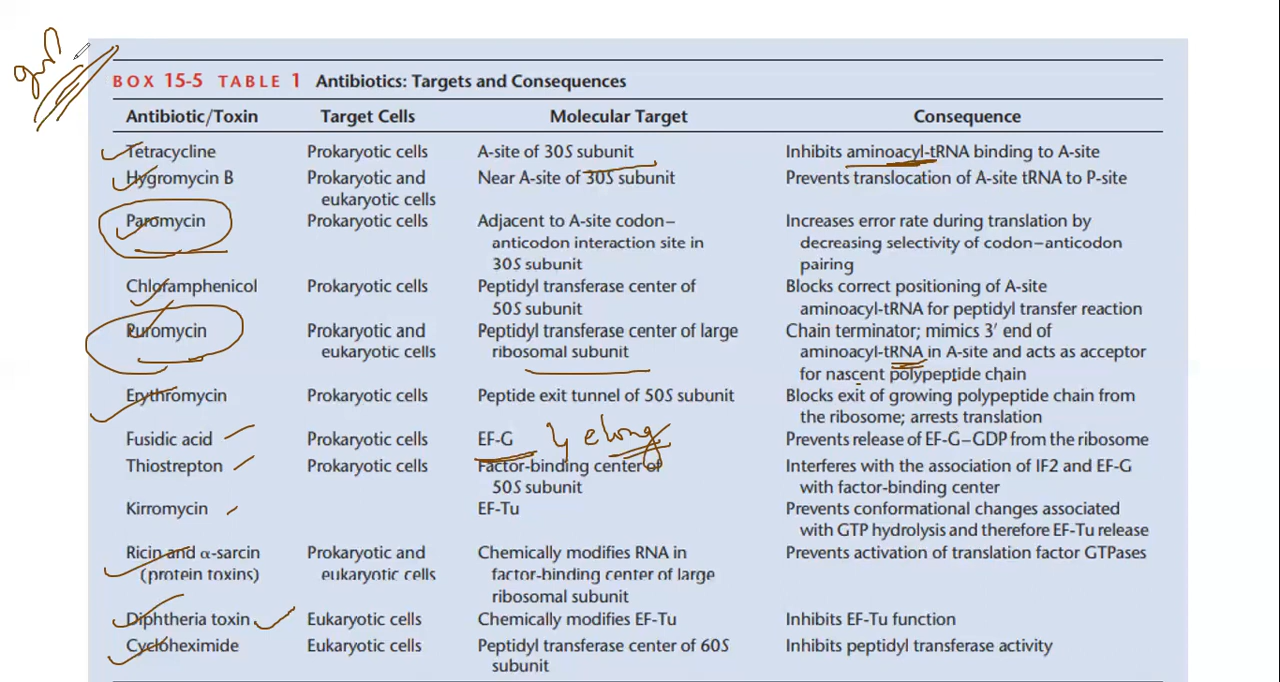 BOX 15-5 TABLE 1 Antibiotics: Targets and Consequences
Antibiotic/Toxin Target Cells Molecular Target Consequence
Tetracycline Prokaryotic cells A-site of 30S subunit Inhibits aminoacyl-tRNA binding to A-site
Hygromycin B Prokaryotic and Near A-site of 30S subunit Prevents translocation of A-site tRNA to P-site
eukaryotic cells
Paromycin Prokaryotic cells Adjacent to A-site codon– Increases error rate during translation by
anticodon interaction site in decreasing selectivity of codon–anticodon
30S subunit pairing
Chloramphenicol Prokaryotic cells Peptidyl transferase center of Blocks correct positioning of A-site
50S subunit aminoacyl-tRNA for peptidyl transfer reaction
Puromycin Prokaryotic and Peptidyl transferase center of large Chain terminator; mimics 3′ end of
eukaryotic cells ribosomal subunit aminoacyl-tRNA in A-site and acts as acceptor
for nascent polypeptide chain
Erythromycin Prokaryotic cells Peptide exit tunnel of 50S subunit Blocks exit of growing polypeptide chain from
the ribosome; arrests translation
Fusidic acid Prokaryotic cells EF-G elong Prevents release of EF-G–GDP from the ribosome
Thiostrepton Prokaryotic cells Factor-binding center of Interferes with the association of IF2 and EF-G
50S subunit with factor-binding center
Kirromycin Prokaryotic cells EF-Tu Prevents conformational changes associated
with GTP hydrolysis and therefore EF-Tu release
Ricin and α-sarcin Prokaryotic and Chemically modifies RNA in Prevents activation of translation factor GTPases
(protein toxins) eukaryotic cells factor-binding center of large
ribosomal subunit
Diphtheria toxin Eukaryotic cells Chemically modifies EF-Tu Inhibits EF-Tu function
Cycloheximide Eukaryotic cells Peptidyl transferase center of 60S Inhibits peptidyl transferase activity
subunit